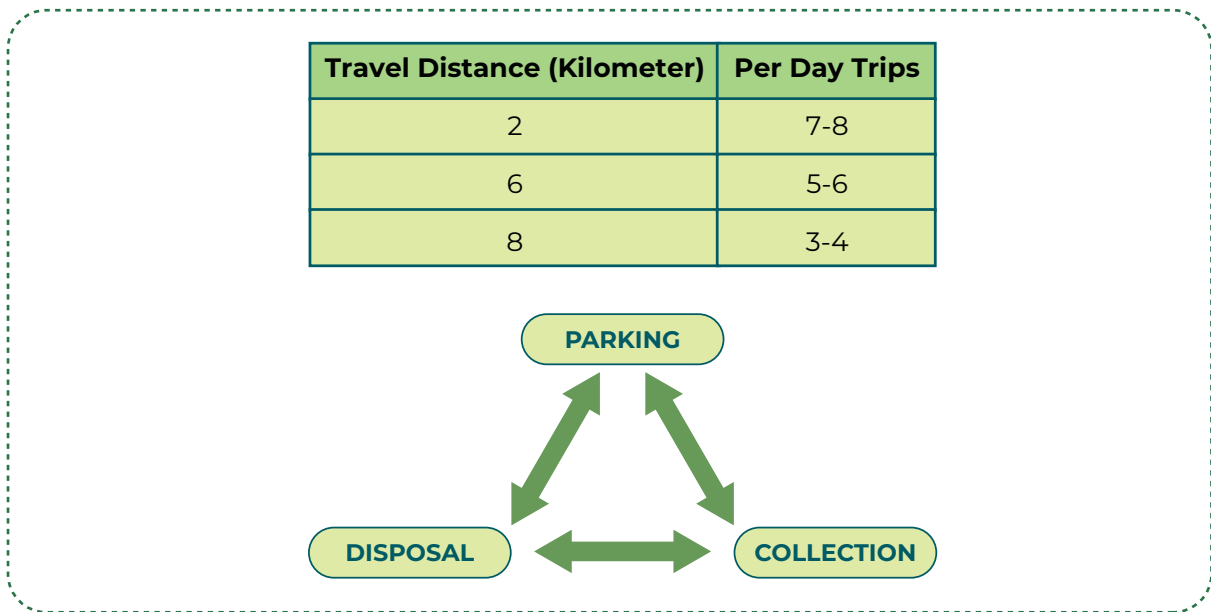 Travel Distance (Kilometer) Per Day Trips
2 7-8
6 5-6
8 3-4
PARKING
DISPOSAL COLLECTION